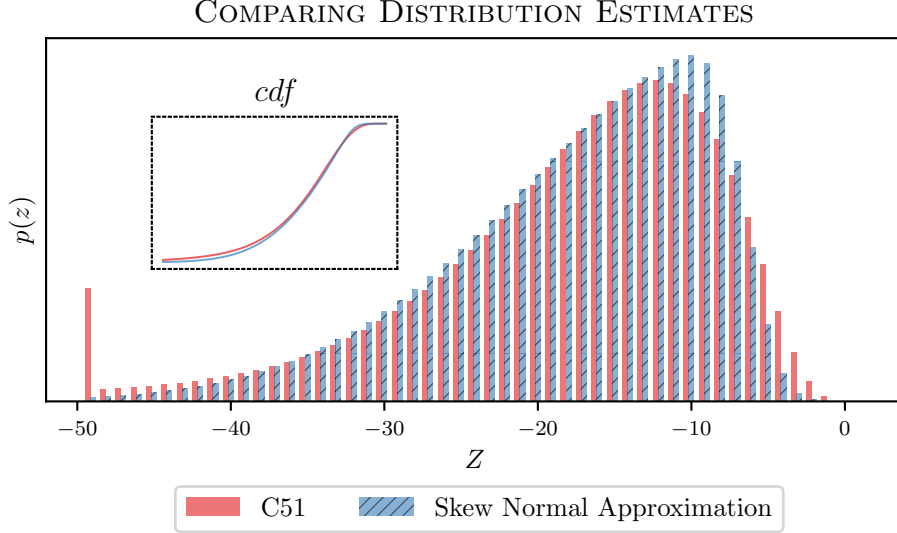 COMPARING DISTRIBUTION ESTIMATES
cdf
p(z)
−50 −40 −30 −20 −10 0
Z
C51 Skew Normal Approximation